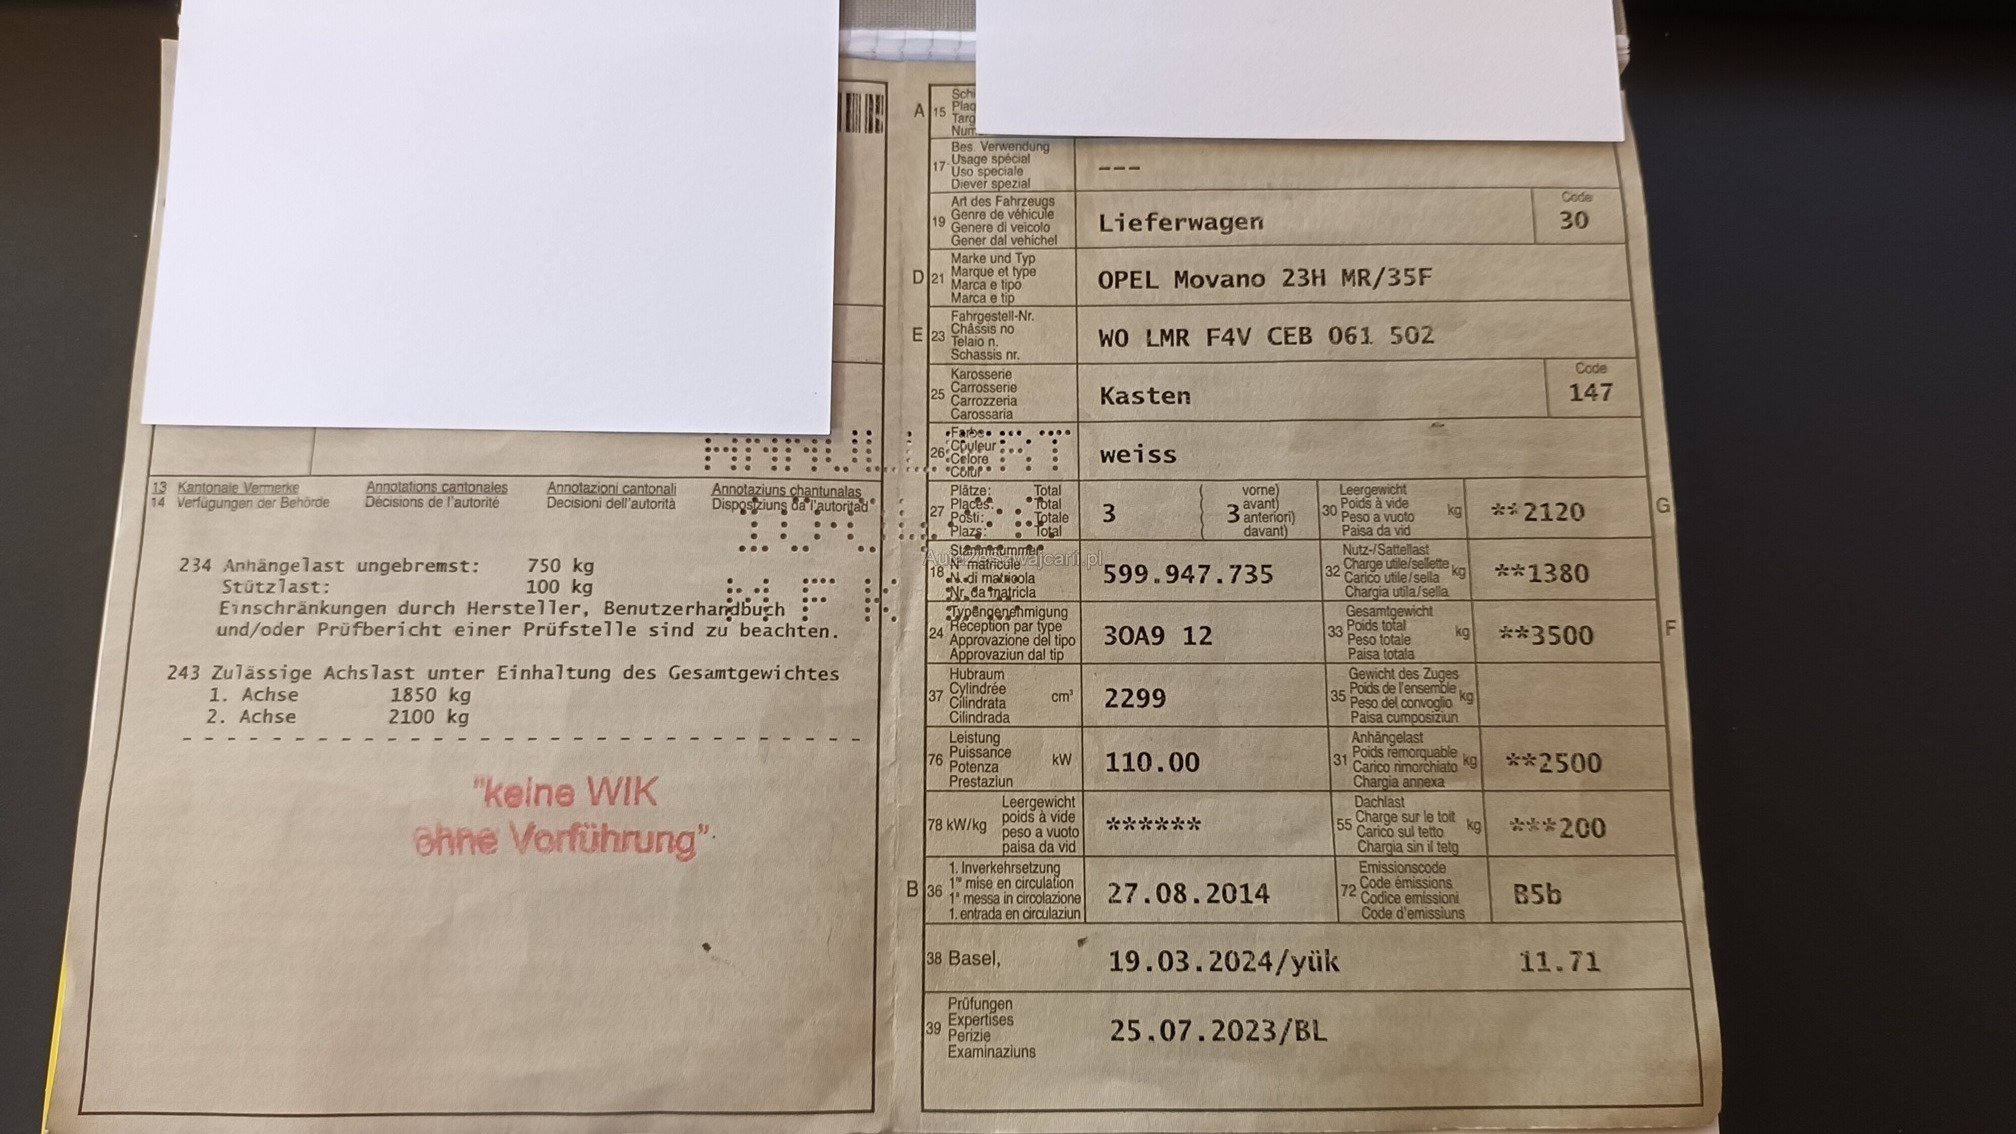 13 Kantonale Vermerke Annotations cantonales Annotazioni cantonali Annotaziuns chantunalas
14 Verfügungen der Behörde Décisions de l'autorité Decisioni dell'autorità Disposiziuns da l'autoritad
234 Anhängelast ungebremst: 750 kg
Stützlast: 100 kg
Einschränkungen durch Hersteller, Benutzerhandbuch
und/oder Prüfbericht einer Prüfstelle sind zu beachten.
243 Zulässige Achslast unter Einhaltung des Gesamtgewichtes
1. Achse 1850 kg
2. Achse 2100 kg
"keine WIK
ohne Vorführung".
A 15
17 Bes. Verwendung
Usage spécial
Uso speciale
Diever spezial
---
19 Art des Fahrzeugs
Genre de véhicule
Genere di veicolo
Gener dal vehichel
Lieferwagen
Code
30
D 21 Marke und Typ
Marque et type
Marca e tipo
Marca e tip
OPEL Movano 23H MR/35F
E 23 Fahrgestell-Nr.
Châssis no
Telaio n.
Schassis nr.
W0 LMR F4V CEB 061 502
25 Karosserie
Carrosserie
Carrozzeria
Carossaria
Kasten
Code
147
26 Farbe
Couleur
Colore
Colur
weiss
27 Plätze: Total
Places: Total
Posti: Totale
Plazs: Total
3
3
vorne)
avant)
anteriori)
davant)
30 Leergewicht
Poids à vide
Peso a vuoto
Paisa da vid
kg
**2120
G
18 Stammnummer
N° matricule
N. di matricola
Nr. da matricla
599.947.735
32 Nutz-/Sattellast
Charge utile/sellette
Carico utile/sella
Chargia utila/sella
kg
**1380
24 Typengenehmigung
Réception par type
Approvazione del tipo
Approvaziun dal tip
3OA9 12
33 Gesamtgewicht
Poids total
Peso totale
Paisa totala
kg
**3500
F
37 Hubraum
Cylindrée
Cilindrata
Cilindrada
cm³
2299
35 Gewicht des Zuges
Poids de l'ensemble
Peso del convoglio
Paisa cumposiziun
kg
76 Leistung
Puissance
Potenza
Prestaziun
kW
110.00
31 Anhängelast
Poids remorquable
Carico rimorchiato
Chargia annexa
kg
**2500
78 kW/kg
Leergewicht
poids à vide
peso a vuoto
paisa da vid
******
55 Dachlast
Charge sur le toit
Carico sul tetto
Chargia sin il tetg
kg
***200
B 36 1. Inverkehrsetzung
1re mise en circulation
1a messa in circolazione
1. entrada en circulaziun
27.08.2014
72 Emissionscode
Code émissions
Codice emissioni
Code d'emissiuns
B5b
38 Basel,
19.03.2024/yük
11.71
39 Prüfungen
Expertises
Perizie
Examinaziuns
25.07.2023/BL